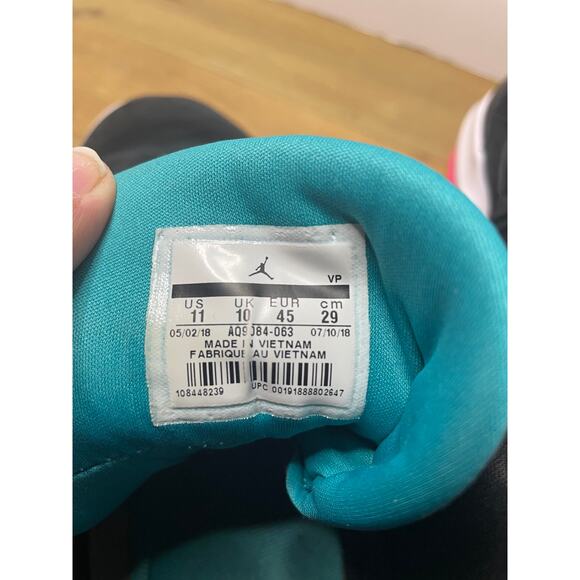 VP
US UK EUR cm
11 10 45 29
05/02/18 AQ9084-063 07/10/18
MADE IN VIETNAM
FABRIQUE AU VIETNAM
108448239 UPC 00191888802647